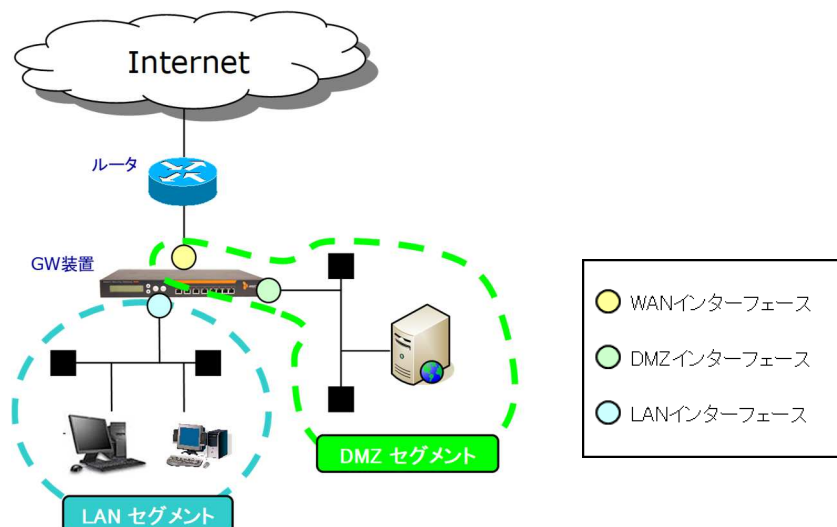 Internet
ルータ
GW装置
WANインターフェース
DMZインターフェース
LANインターフェース
DMZ セグメント
LAN セグメント